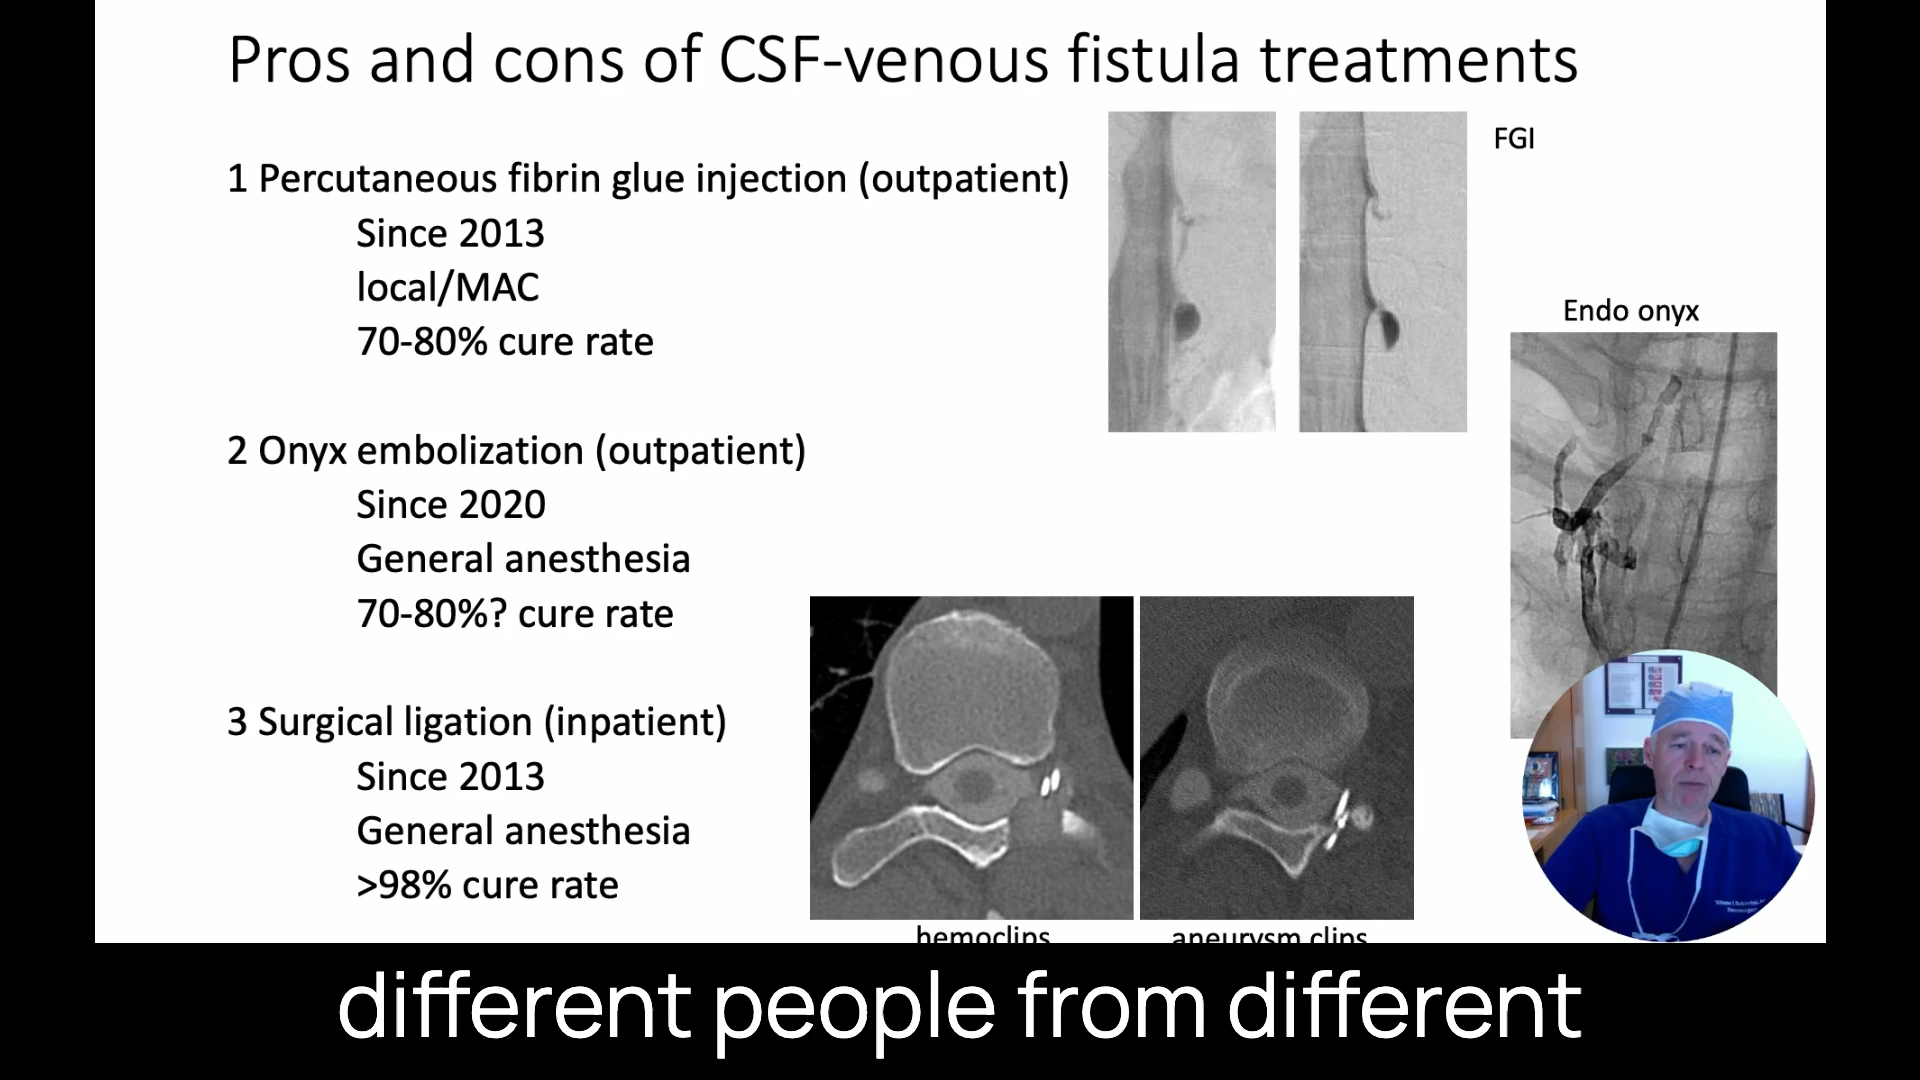 Pros and cons of CSF-venous fistula treatments
FGI
1 Percutaneous fibrin glue injection (outpatient)
Since 2013
local/MAC
70-80% cure rate
Endo onyx
2 Onyx embolization (outpatient)
Since 2020
General anesthesia
70-80%? cure rate
3 Surgical ligation (inpatient)
Since 2013
General anesthesia
>98% cure rate
hemoclips
aneurysm clips
different people from different